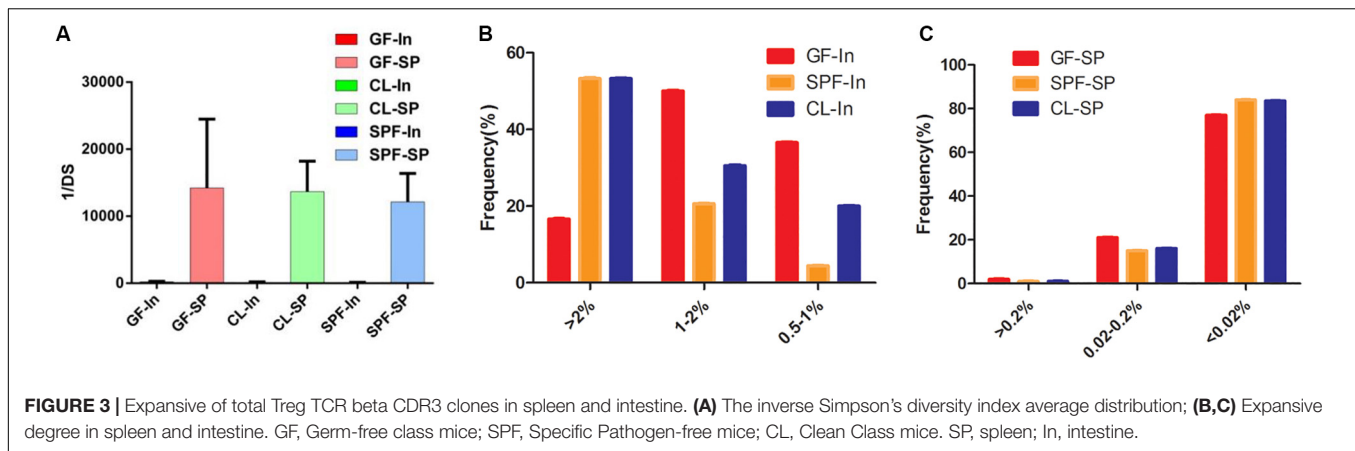 A
GF-In
GF-SP
CL-In
CL-SP
SPF-In
SPF-SP
1/DS
30000
20000
10000
0
GF-In
GF-SP
CL-In
CL-SP
SPF-In
SPF-SP
B
GF-In
SPF-In
CL-In
Frequency(%)
60
40
20
0
>2%
1-2%
0.5-1%
C
GF-SP
SPF-SP
CL-SP
Frequency(%)
100
80
60
40
20
0
>0.2%
0.02-0.2%
<0.02%
FIGURE 3 | Expansive of total Treg TCR beta CDR3 clones in spleen and intestine. (A) The inverse Simpson's diversity index average distribution; (B,C) Expansive
degree in spleen and intestine. GF, Germ-free class mice; SPF, Specific Pathogen-free mice; CL, Clean Class mice. SP, spleen; In, intestine.